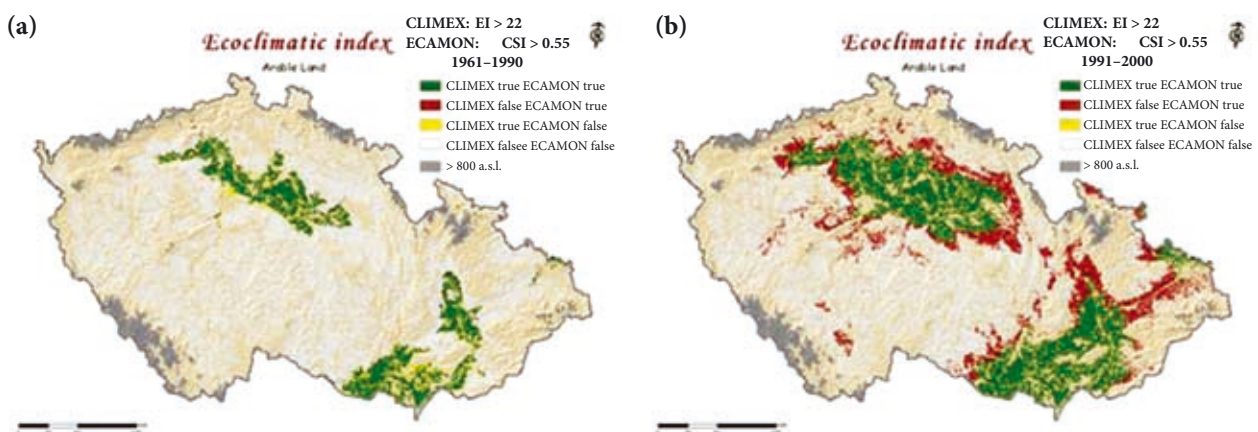 (a)
Ecoclimatic index
Arable Land
CLIMEX: EI > 22
ECAMON: CSI > 0.55
1961–1990
CLIMEX true ECAMON true
CLIMEX false ECAMON true
CLIMEX true ECAMON false
CLIMEX falsee ECAMON false
> 800 a.s.l.
(b)
Ecoclimatic index
Arable Land
CLIMEX: EI > 22
ECAMON: CSI > 0.55
1991–2000
CLIMEX true ECAMON true
CLIMEX false ECAMON true
CLIMEX true ECAMON false
CLIMEX falsee ECAMON false
> 800 a.s.l.